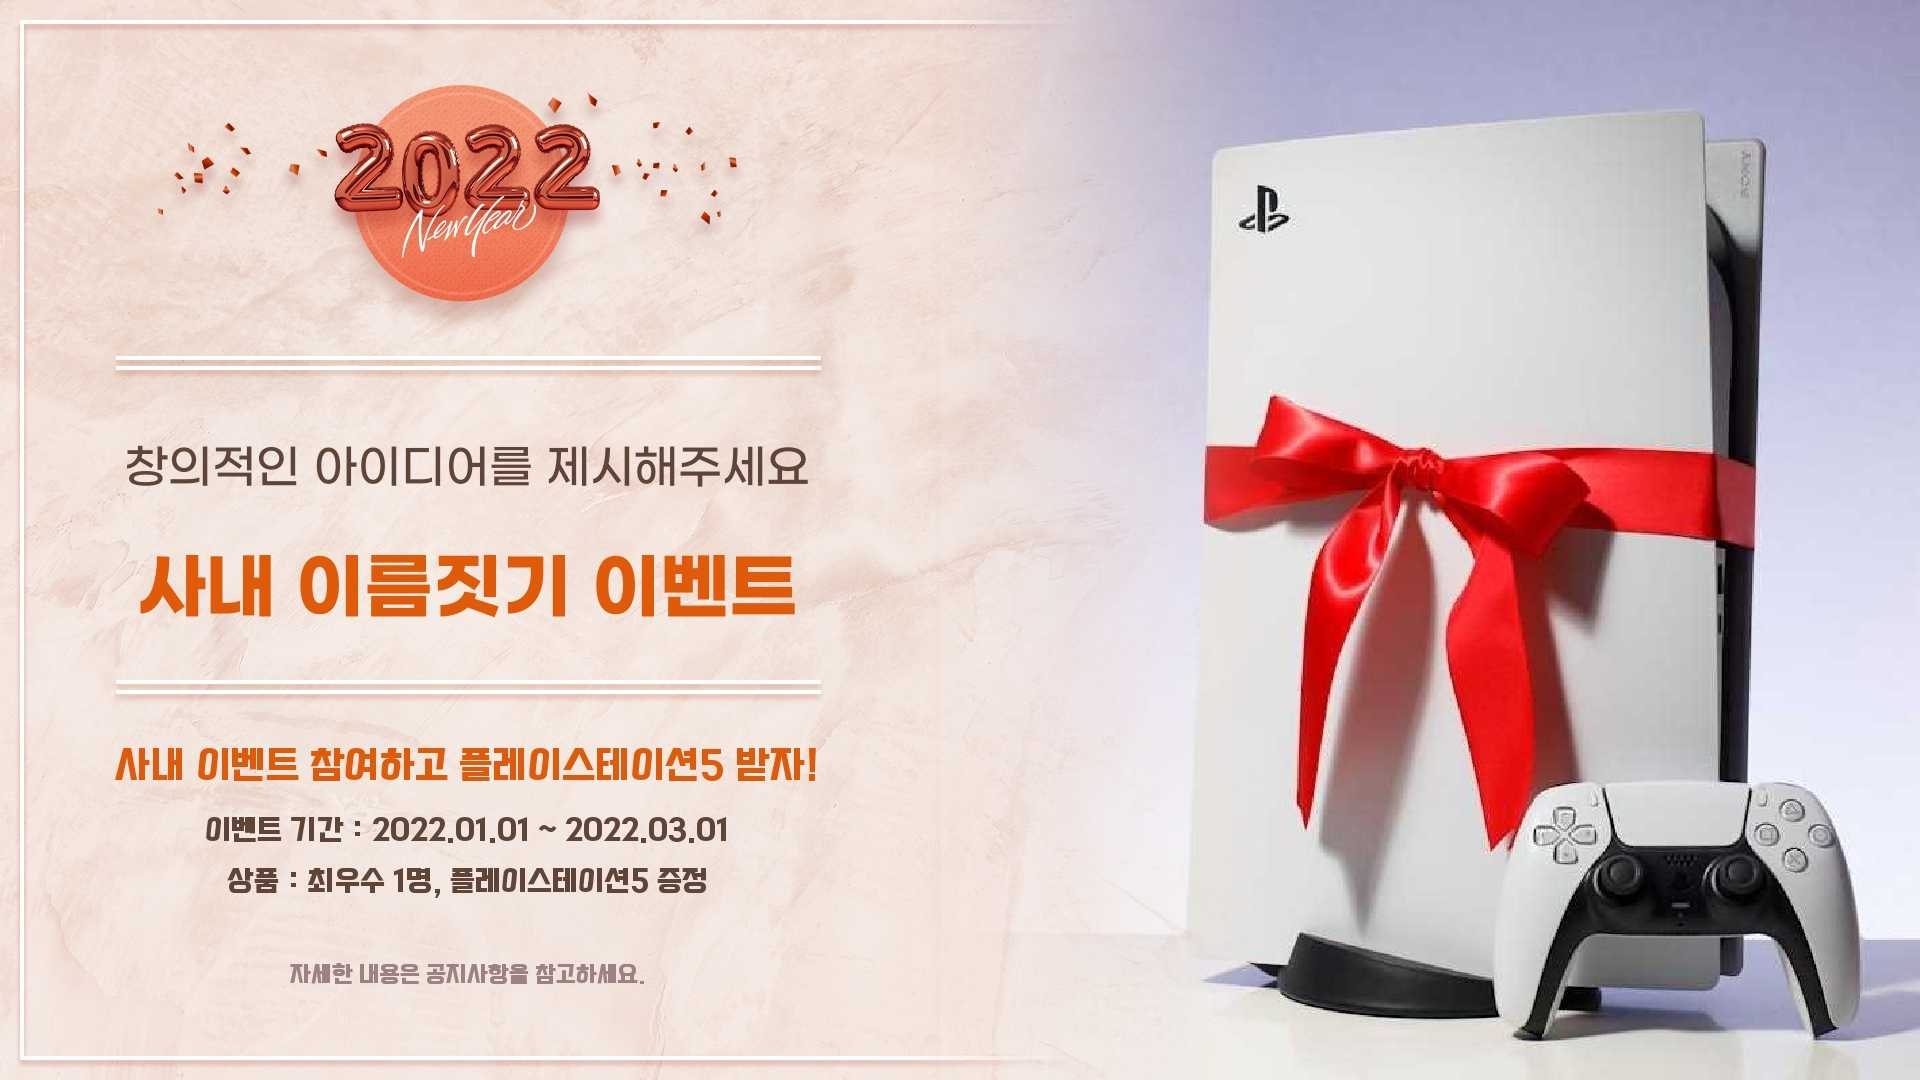 2022
New Year
창의적인 아이디어를 제시해주세요
사내 이름짓기 이벤트
사내 이벤트 참여하고 플레이스테이션5 받자!
이벤트 기간 : 2022.01.01 ~ 2022.03.01
상품 : 최우수 1명, 플레이스테이션5 증정
자세한 내용은 공지사항을 참고하세요.
SONY